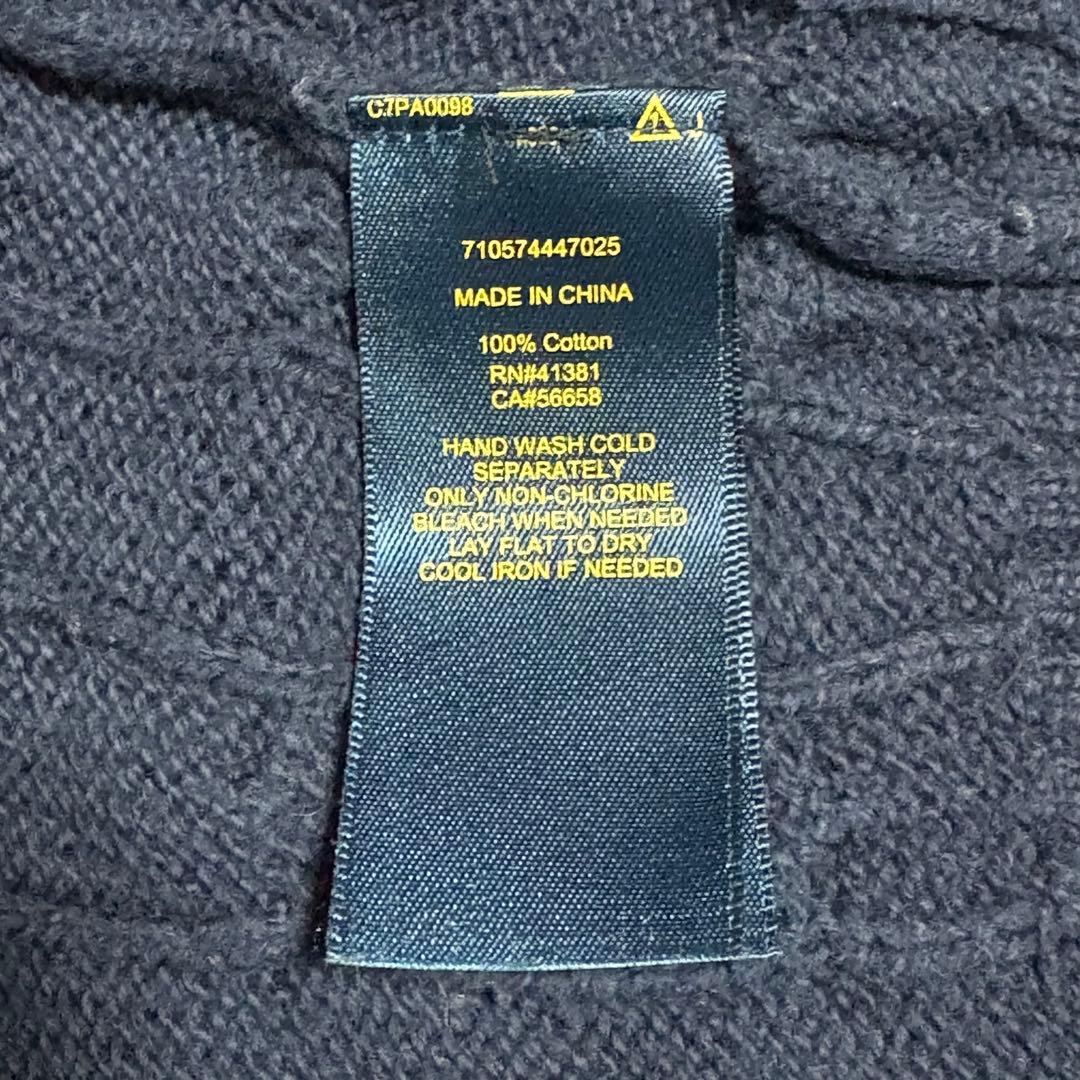 C7PA0098
710574447025
MADE IN CHINA
100% Cotton
RN#41381
CA#56658
HAND WASH COLD
SEPARATELY
ONLY NON-CHLORINE
BLEACH WHEN NEEDED
LAY FLAT TO DRY
COOL IRON IF NEEDED